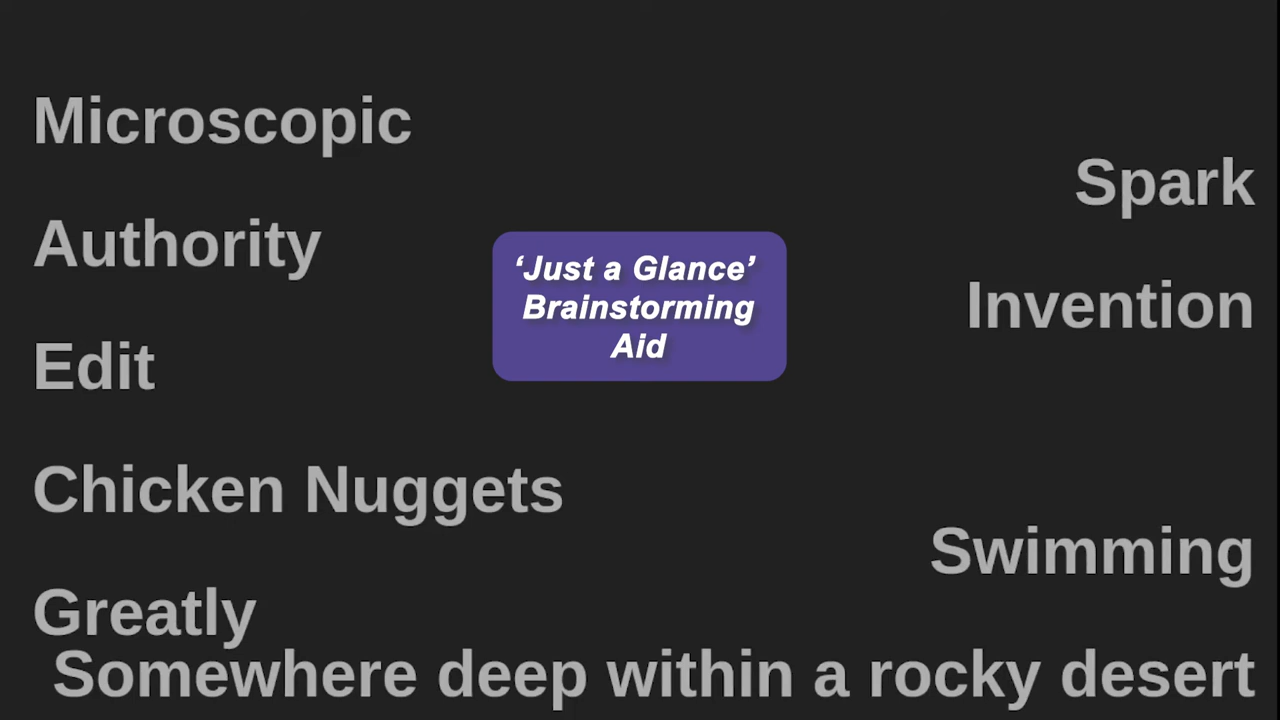 Microscopic
Spark
Authority
‘Just a Glance’
Brainstorming
Aid
Invention
Edit
Chicken Nuggets
Swimming
Greatly
Somewhere deep within a rocky desert